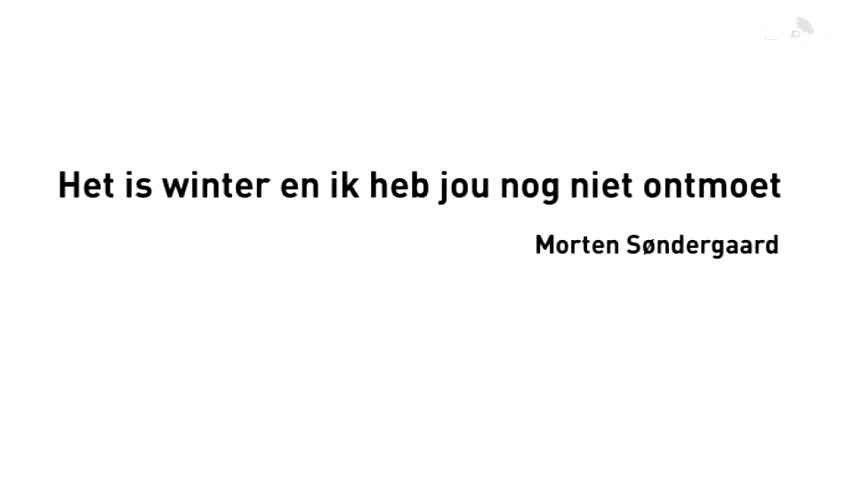 Het is winter en ik heb jou nog niet ontmoet
Morten Søndergaard